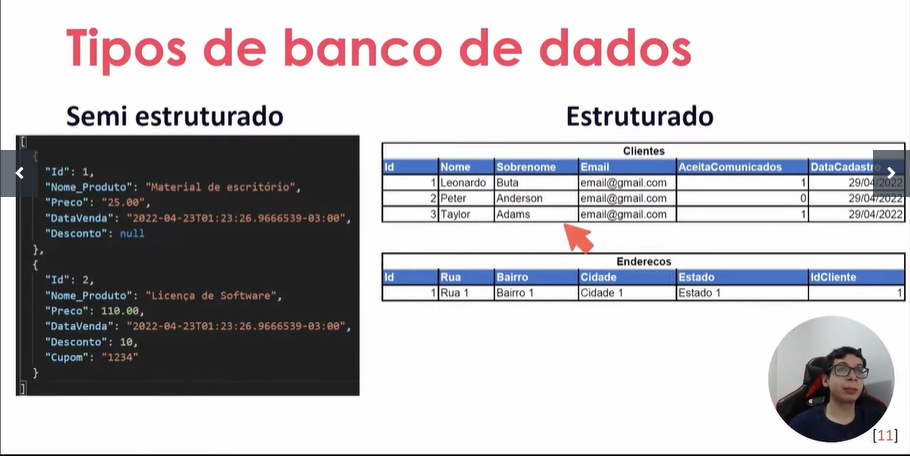 Tipos de banco de dados
Semi estruturado
[
{
"Id": 1,
"Nome_Produto": "Material de escritório",
"Preco": "25.00",
"DataVenda": "2022-04-23T01:23:26.9666539-03:00",
"Desconto": null
},
{
"Id": 2,
"Nome_Produto": "Licença de Software",
"Preco": 110.00,
"DataVenda": "2022-04-23T01:23:26.9666539-03:00",
"Desconto": 10,
"Cupom": "1234"
}
]
Estruturado
Clientes
Id Nome Sobrenome Email AceitaComunicados DataCadastro
1 Leonardo Buta email@gmail.com 1 29/04/2022
2 Peter Anderson email@gmail.com 0 29/04/2022
3 Taylor Adams email@gmail.com 1 29/04/2022
Enderecos
Id Rua Bairro Cidade Estado IdCliente
1 Rua 1 Bairro 1 Cidade 1 Estado 1 1
[11]